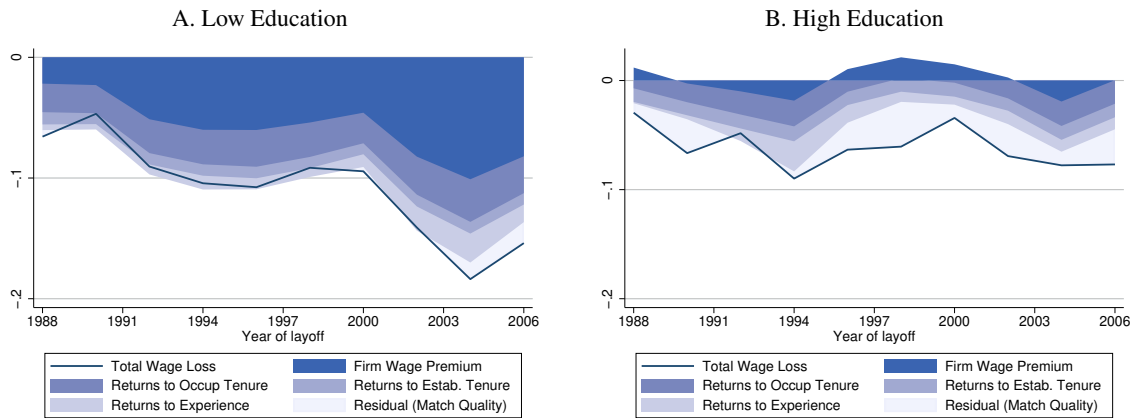 A. Low Education
0
-.1
-.2
1988 1991 1994 1997 2000 2003 2006
Year of layoff
Total Wage Loss Firm Wage Premium
Returns to Occup Tenure Returns to Estab. Tenure
Returns to Experience Residual (Match Quality)
B. High Education
0
-.1
-.2
1988 1991 1994 1997 2000 2003 2006
Year of layoff
Total Wage Loss Firm Wage Premium
Returns to Occup Tenure Returns to Estab. Tenure
Returns to Experience Residual (Match Quality)